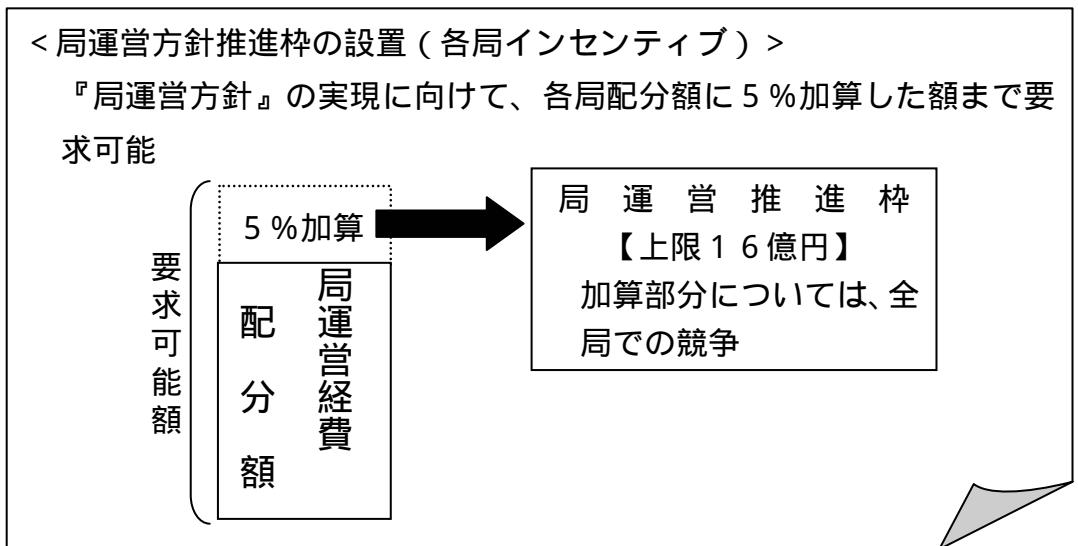 <局運営方針推進枠の設置(各局インセンティブ)>
『局運営方針』の実現に向けて、各局配分額に5%加算した額まで要
求可能
要求可能額
5%加算
局運営経費
配分額
局運営推進枠
【上限16億円】
加算部分については、全
局での競争